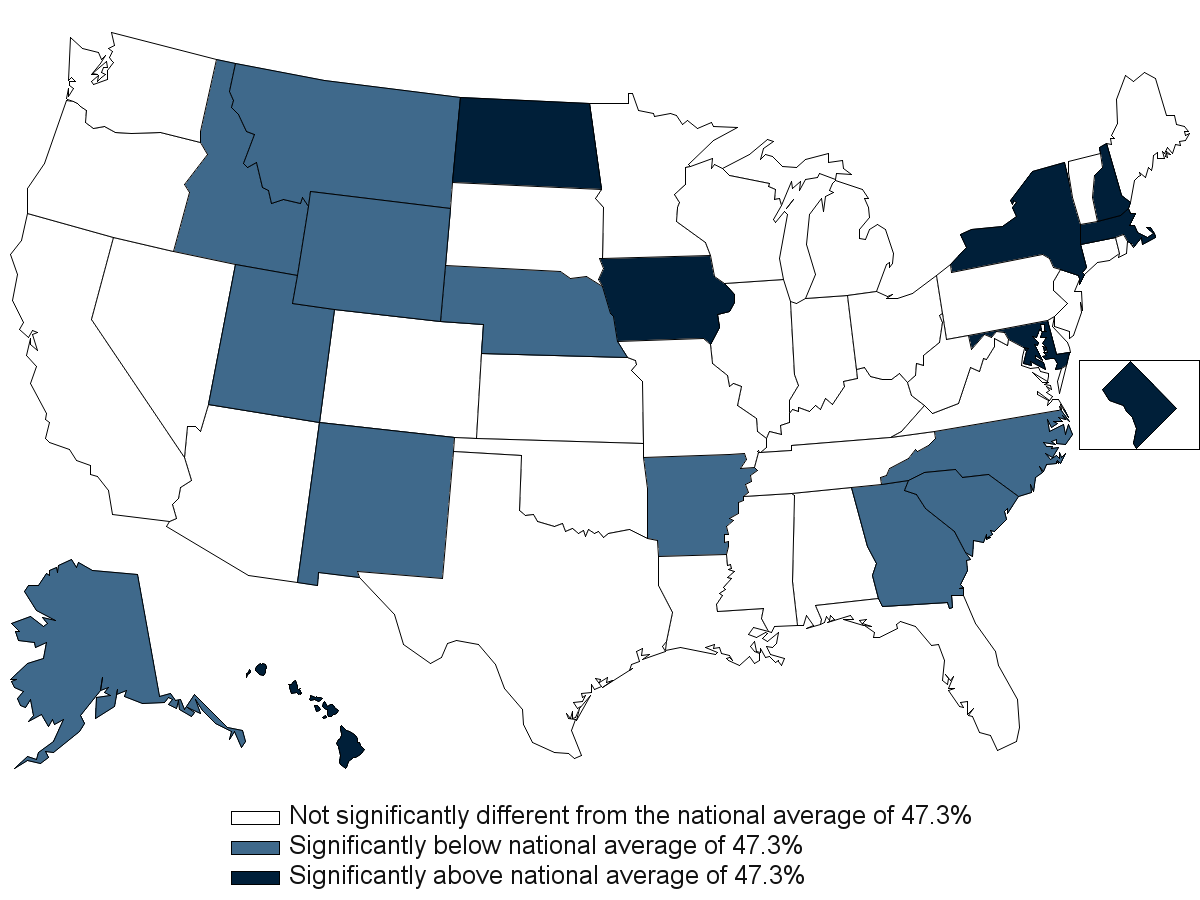 Not significantly different from the national average of 47.3%
Significantly below national average of 47.3%
Significantly above national average of 47.3%